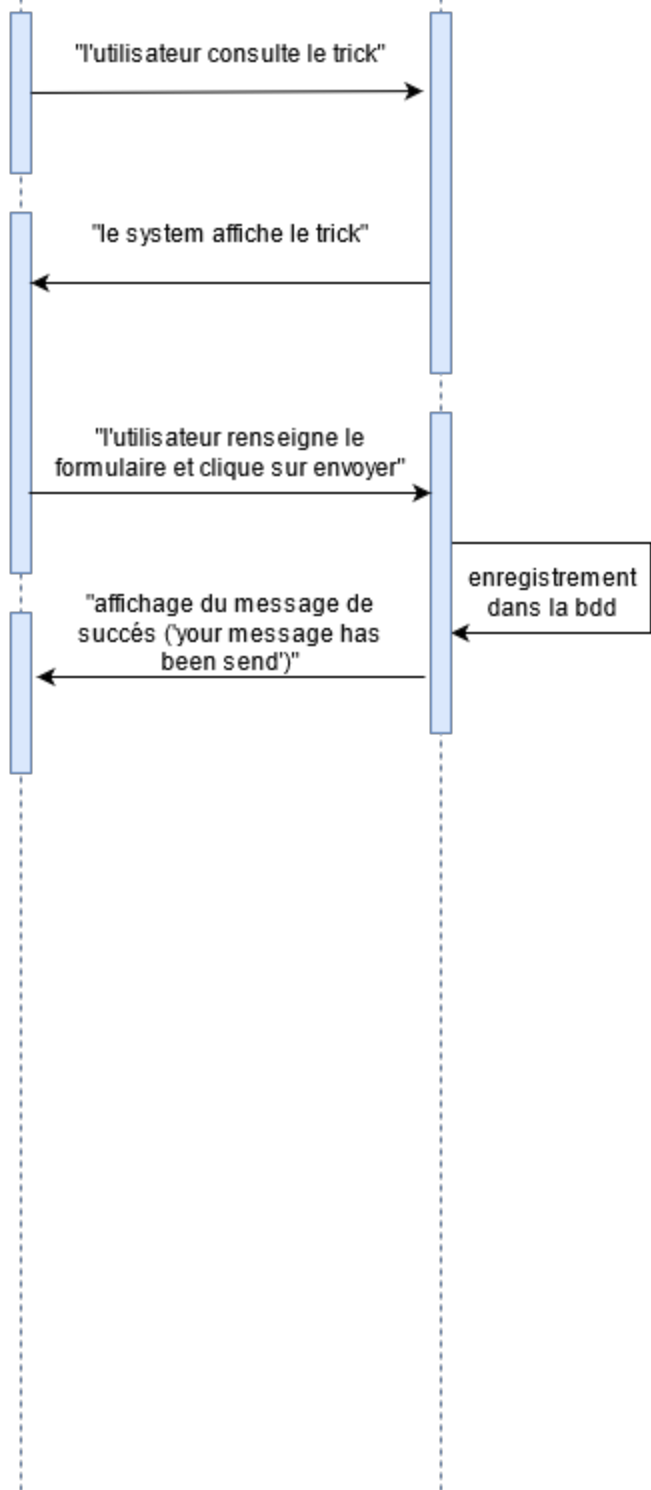 "l'utilisateur consulte le trick"
"le system affiche le trick"
"l'utilisateur renseigne le
formulaire et clique sur envoyer"
enregistrement
dans la bdd
"affichage du message de
succés ('your message has
been send')"